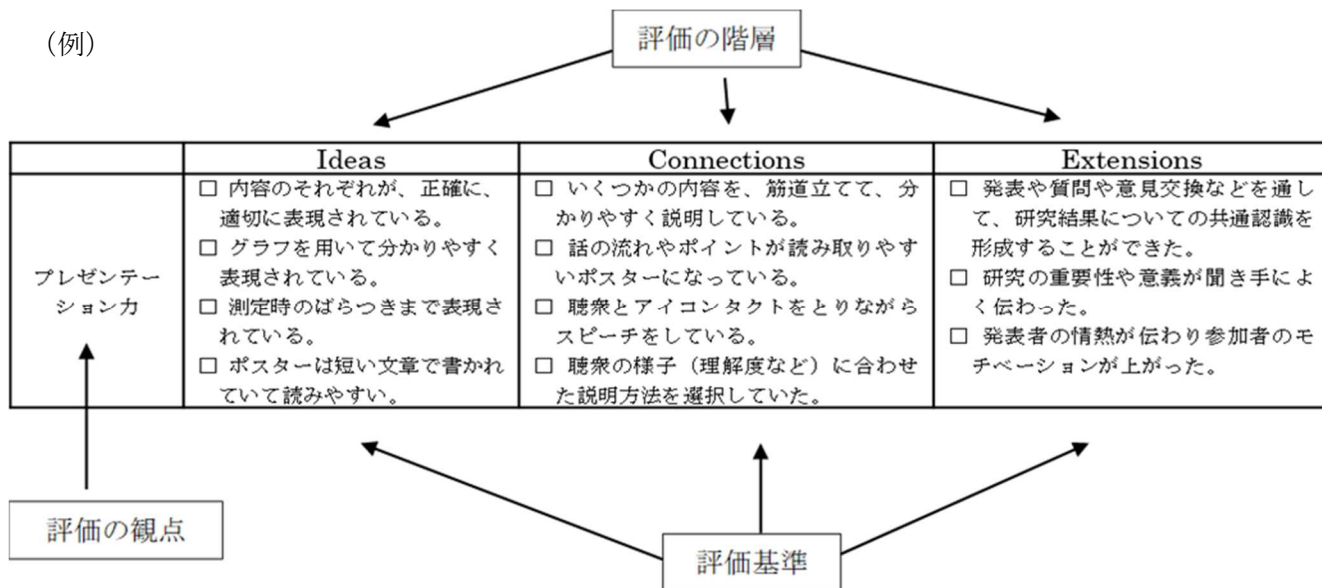 （例）
評価の階層
Ideas
Connections
Extensions
プレゼンテー
ション力
□ 内容のそれぞれが、正確に、
適切に表現されている。
□ グラフを用いて分かりやすく
表現されている。
□ 測定時のばらつきまで表現さ
れている。
□ ポスターは短い文章で書かれ
ていて読みやすい。
□ いくつかの内容を、筋道立てて、分
かりやすく説明している。
□ 話の流れやポイントが読み取りやす
いポスターになっている。
□ 聴衆とアイコンタクトをとりながら
スピーチをしている。
□ 聴衆の様子（理解度など）に合わせ
た説明方法を選択していた。
□ 発表や質問や意見交換などを通し
て、研究結果についての共通認識を
形成することができた。
□ 研究の重要性や意義が聞き手によ
く伝わった。
□ 発表者の情熱が伝わり参加者のモ
チベーションが上がった。
評価の観点
評価基準